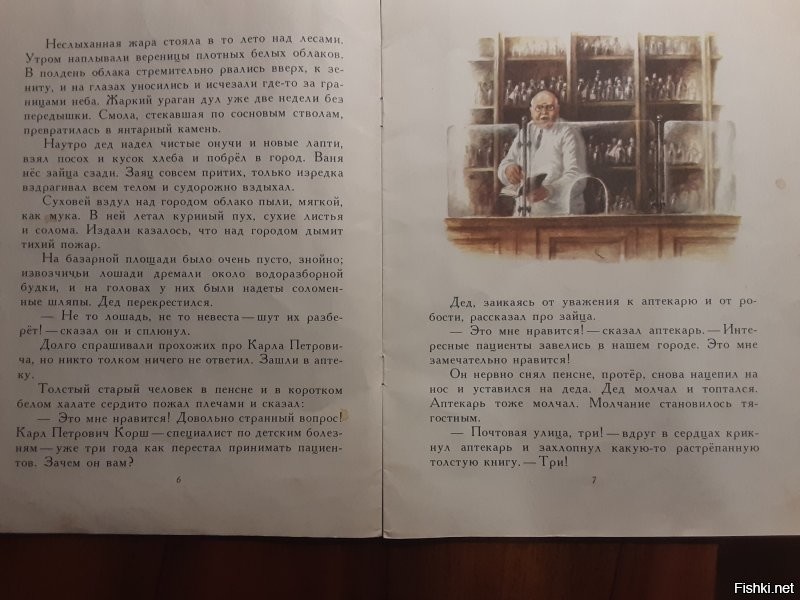 Неслыханная жара стояла в то лето над лесами.
Утром наплывали вереницы плотных белых облаков.
В полдень облака стремительно рвались вверх, к зе-
ниту, и на глазах уносились и исчезали где-то за гра-
ницами неба. Жаркий ураган дул уже две недели без
передышки. Смола, стекавшая по сосновым стволам,
превратилась в янтарный камень.
Наутро дед надел чистые онучи и новые лапти,
взял посох и кусок хлеба и побрёл в город. Ваня
нёс зайца сзади. Заяц совсем притих, только изредка
вздрагивал всем телом и судорожно вздыхал.
Суховей вздул над городом облако пыли, мягкой,
как мука. В ней летал куриный пух, сухие листья
и солома. Издали казалось, что над городом дымит
тихий пожар.
На базарной площади было очень пусто, знойно;
извозчичьи лошади дремали около водоразборной
будки, и на головах у них были надеты соломен-
ные шляпы. Дед перекрестился.
— Не то лошадь, не то невеста — шут их разбе-
рёт! — сказал он и сплюнул.
Долго спрашивали прохожих про Карла Петрови-
ча, но никто толком ничего не ответил. Зашли в апте-
ку.
Толстый старый человек в пенсне и в коротком
белом халате сердито пожал плечами и сказал:
— Это мне нравится! Довольно странный вопрос!
Карл Петрович Корш — специалист по детским болез-
ням — уже три года как перестал принимать пациен-
тов. Зачем он вам?
6
Дед, заикаясь от уважения к аптекарю и от ро-
бости, рассказал про зайца.
— Это мне нравится! — сказал аптекарь. — Инте-
ресные пациенты завелись в нашем городе. Это мне
замечательно нравится!
Он нервно снял пенсне, протёр, снова нацепил на
нос и уставился на деда. Дед молчал и топтался.
Аптекарь тоже молчал. Молчание становилось тя-
гостным.
— Почтовая улица, три! — вдруг в сердцах крик-
нул аптекарь и захлопнул какую-то растрёпанную
толстую книгу. — Три!
7
Fishki.net